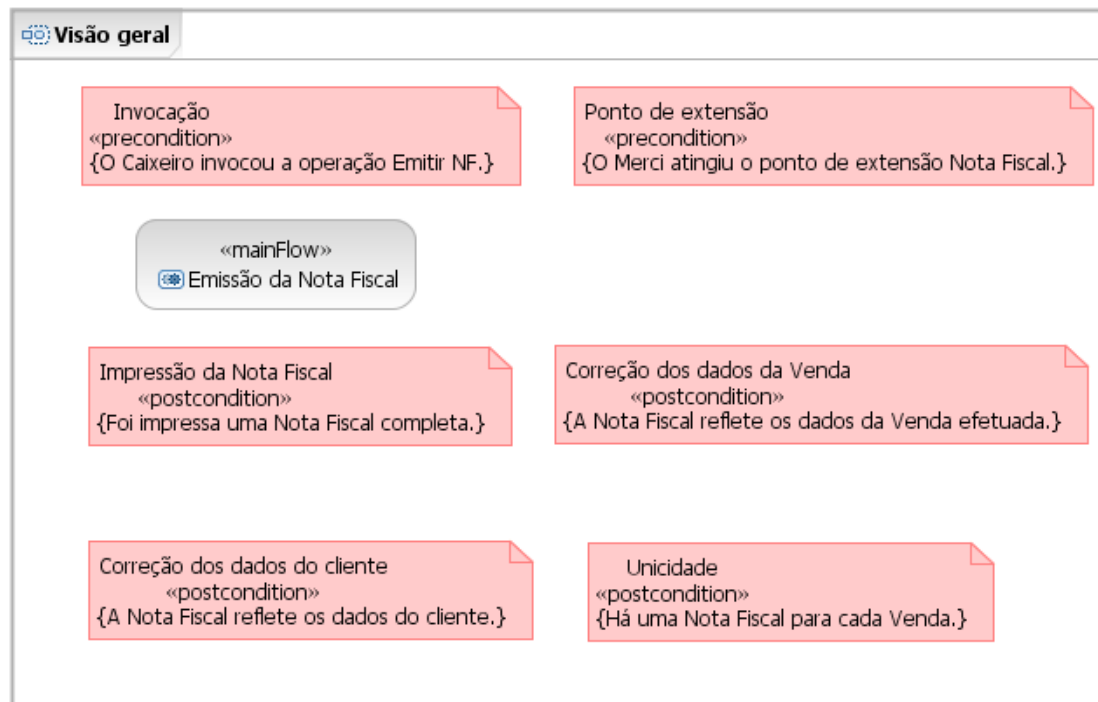 Visão geral
Invocação
«precondition»
{O Caixeiro invocou a operação Emitir NF.}
Ponto de extensão
«precondition»
{O Merci atingiu o ponto de extensão Nota Fiscal.}
«mainFlow»
Emissão da Nota Fiscal
Impressão da Nota Fiscal
«postcondition»
{Foi impressa uma Nota Fiscal completa.}
Correção dos dados da Venda
«postcondition»
{A Nota Fiscal reflete os dados da Venda efetuada.}
Correção dos dados do cliente
«postcondition»
{A Nota Fiscal reflete os dados do cliente.}
Unicidade
«postcondition»
{Há uma Nota Fiscal para cada Venda.}